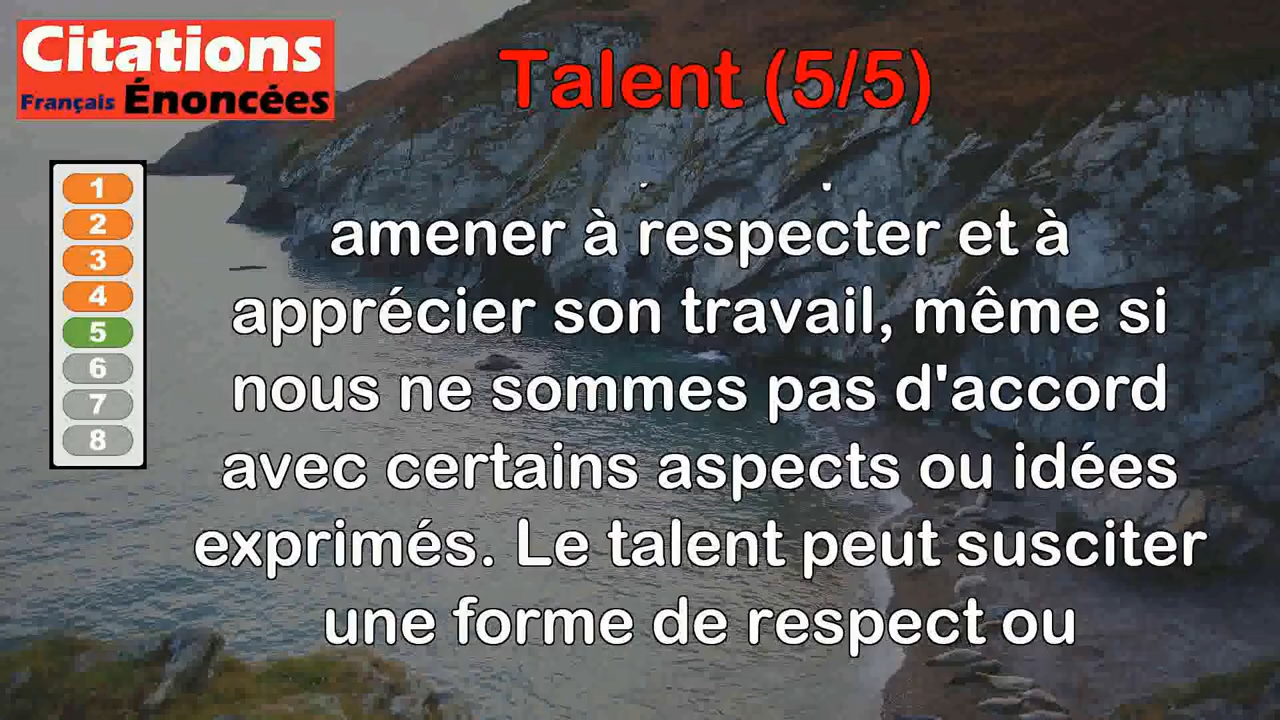 Citations
Français Énoncées
Talent (5/5)
1
2
3
4
5
6
7
8
amener à respecter et à
apprécier son travail, même si
nous ne sommes pas d'accord
avec certains aspects ou idées
exprimés. Le talent peut susciter
une forme de respect ou